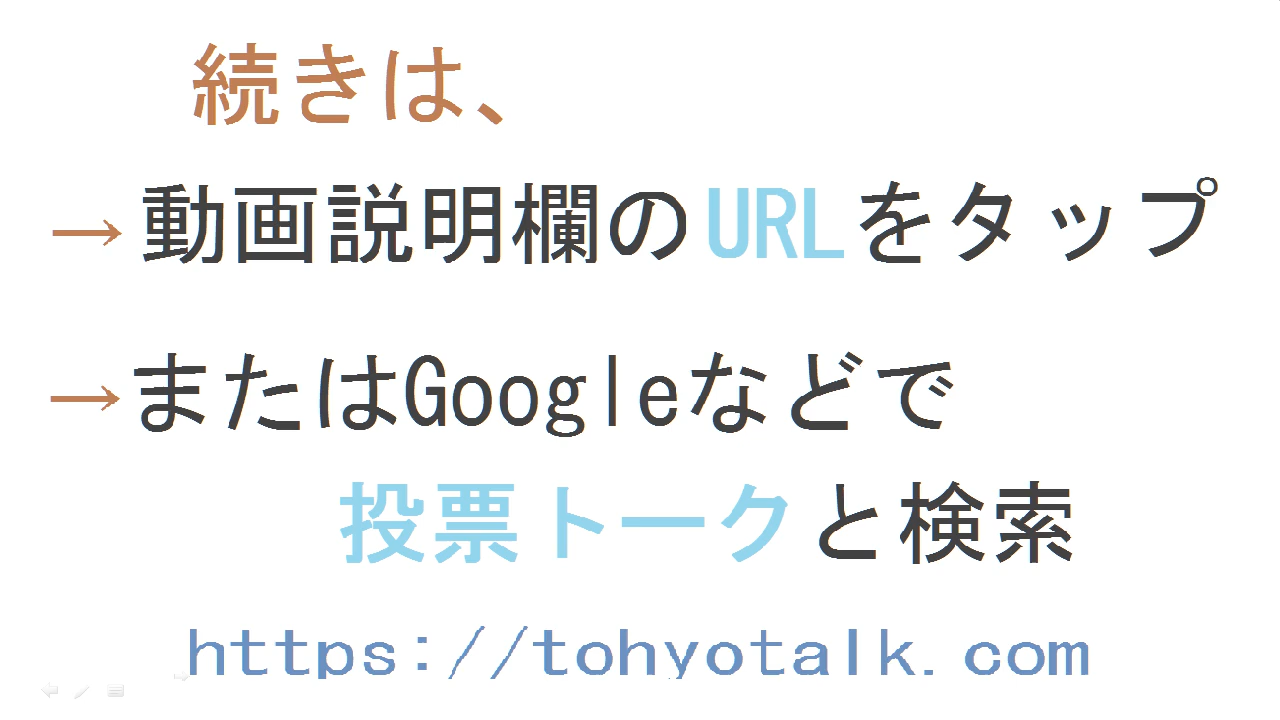 続きは、
→動画説明欄のURLをタップ
→またはGoogleなどで
投票トークと検索
https://tohyotalk.com